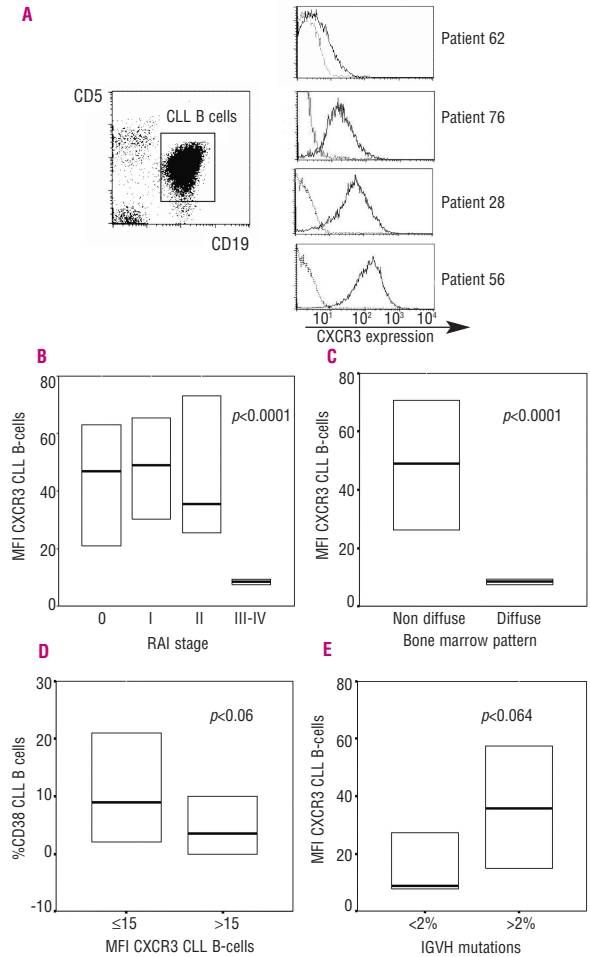 A
CD5
CLL B cells
CD19
Patient 62
Patient 76
Patient 28
Patient 56
10¹ 10² 10³ 10⁴
CXCR3 expression
B
MFI CXCR3 CLL B-cells
80
60
40
20
0
p<0.0001
0 I II III-IV
RAI stage
C
MFI CXCR3 CLL B-cells
80
60
40
20
0
p<0.0001
Non diffuse Diffuse
Bone marrow pattern
D
%CD38 CLL B cells
30
20
10
0
-10
p<0.06
≤15 >15
MFI CXCR3 CLL B-cells
E
MFI CXCR3 CLL B-cells
80
60
40
20
0
p<0.064
<2% >2%
IGVH mutations